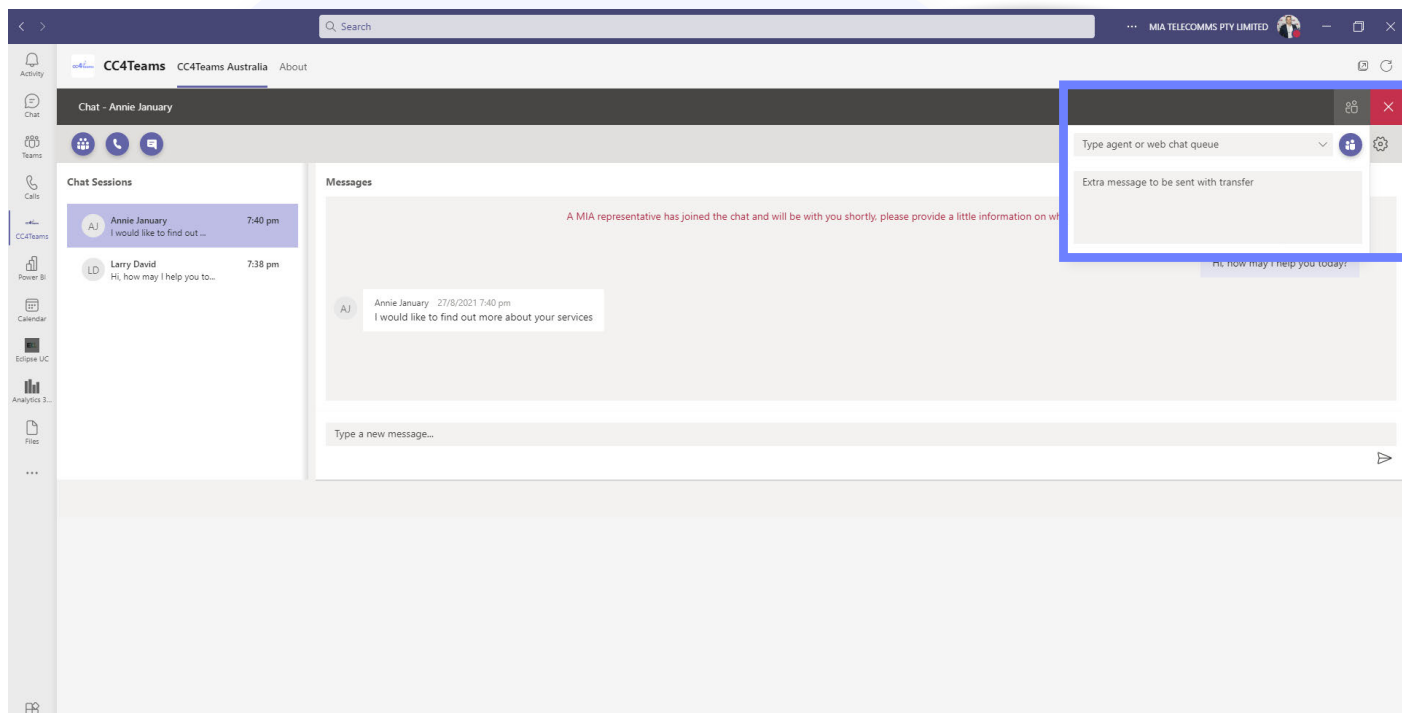 Search
MIA TELECOMMS PTY LIMITED
Activity
Chat
Teams
Calls
CC4Teams
Power Bi
Calendar
Eclipse UC
Analytics 3...
Files
CC4Teams CC4Teams Australia About
Chat - Annie January
Type agent or web chat queue
Extra message to be sent with transfer
Chat Sessions
AJ
Annie January 7:40 pm
I would like to find out ...
LD
Larry David 7:38 pm
Hi, how may I help you to...
Messages
A MIA representative has joined the chat and will be with you shortly, please provide a little information on
Hi, how may I help you today?
AJ
Annie January 27/8/2021 7:40 pm
I would like to find out more about your services
Type a new message...